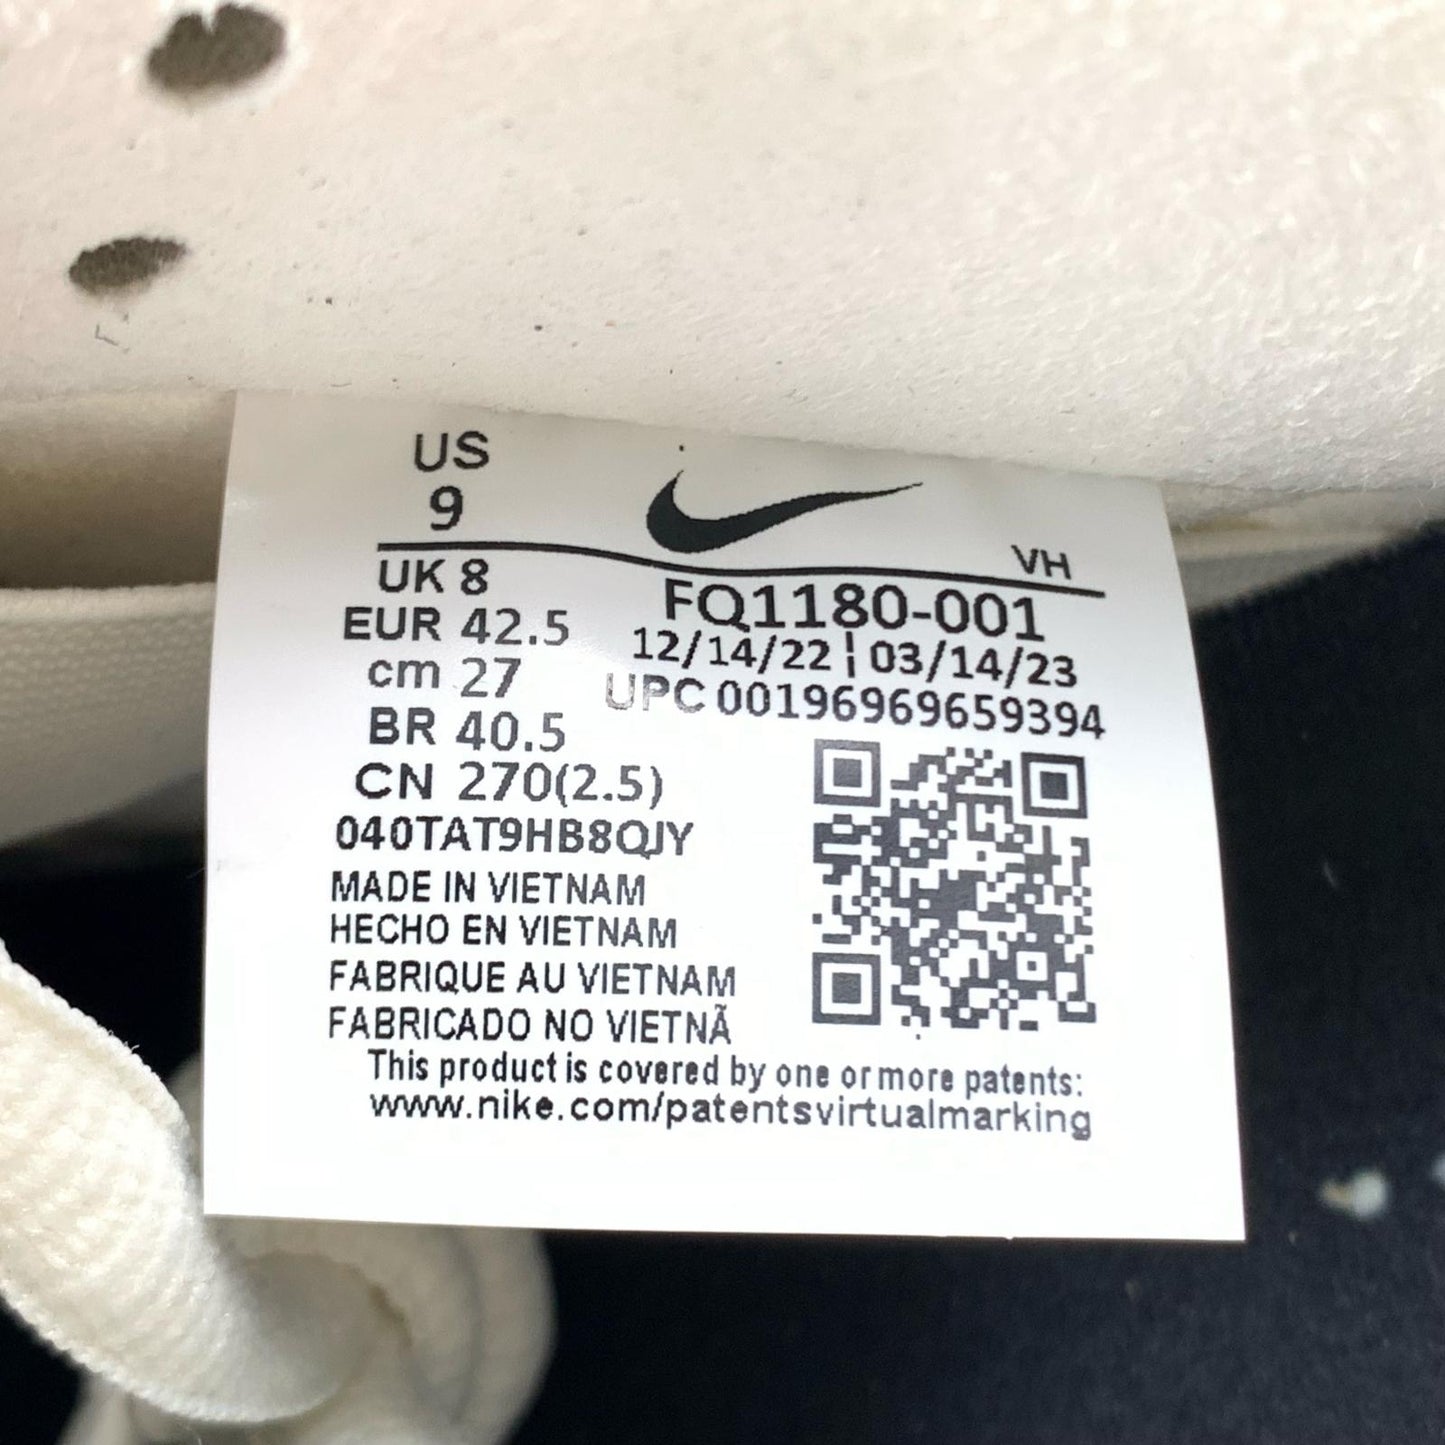 US
9
VH
UK 8
EUR 42.5
cm 27
BR 40.5
CN 270(2.5)
FQ1180-001
12/14/22 ¦ 03/14/23
UPC 00196969659394
040TAT9HB8QJY
MADE IN VIETNAM
HECHO EN VIETNAM
FABRIQUE AU VIETNAM
FABRICADO NO VIETNÃ
This product is covered by one or more patents:
www.nike.com/patentsvirtualmarking